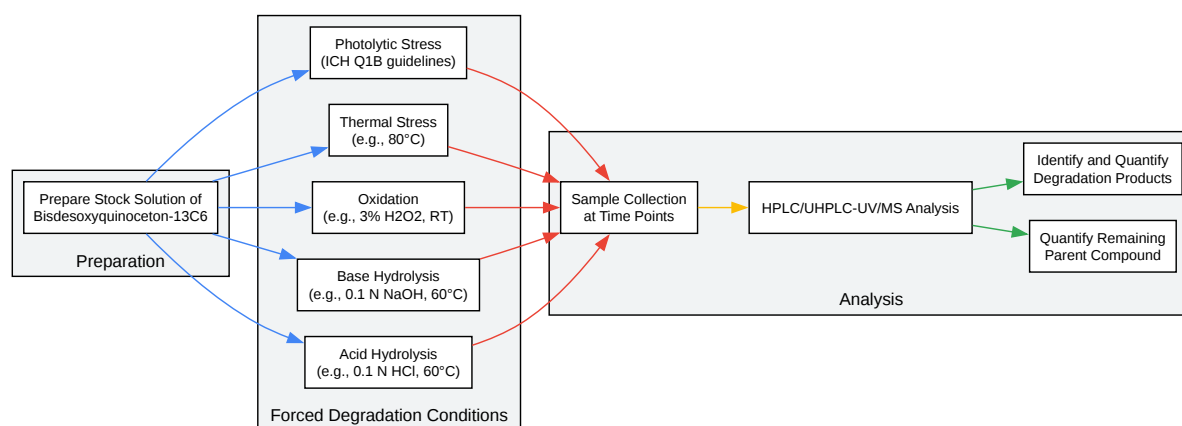 Prepare Stock Solution of
Bisdesoxyquinoceton-13C6
Preparation
Photolytic Stress
(ICH Q1B guidelines)
Thermal Stress
(e.g., 80°C)
Oxidation
(e.g., 3% H2O2, RT)
Base Hydrolysis
(e.g., 0.1 N NaOH, 60°C)
Acid Hydrolysis
(e.g., 0.1 N HCl, 60°C)
Forced Degradation Conditions
Sample Collection
at Time Points
HPLC/UHPLC-UV/MS Analysis
Identify and Quantify
Degradation Products
Quantify Remaining
Parent Compound
Analysis